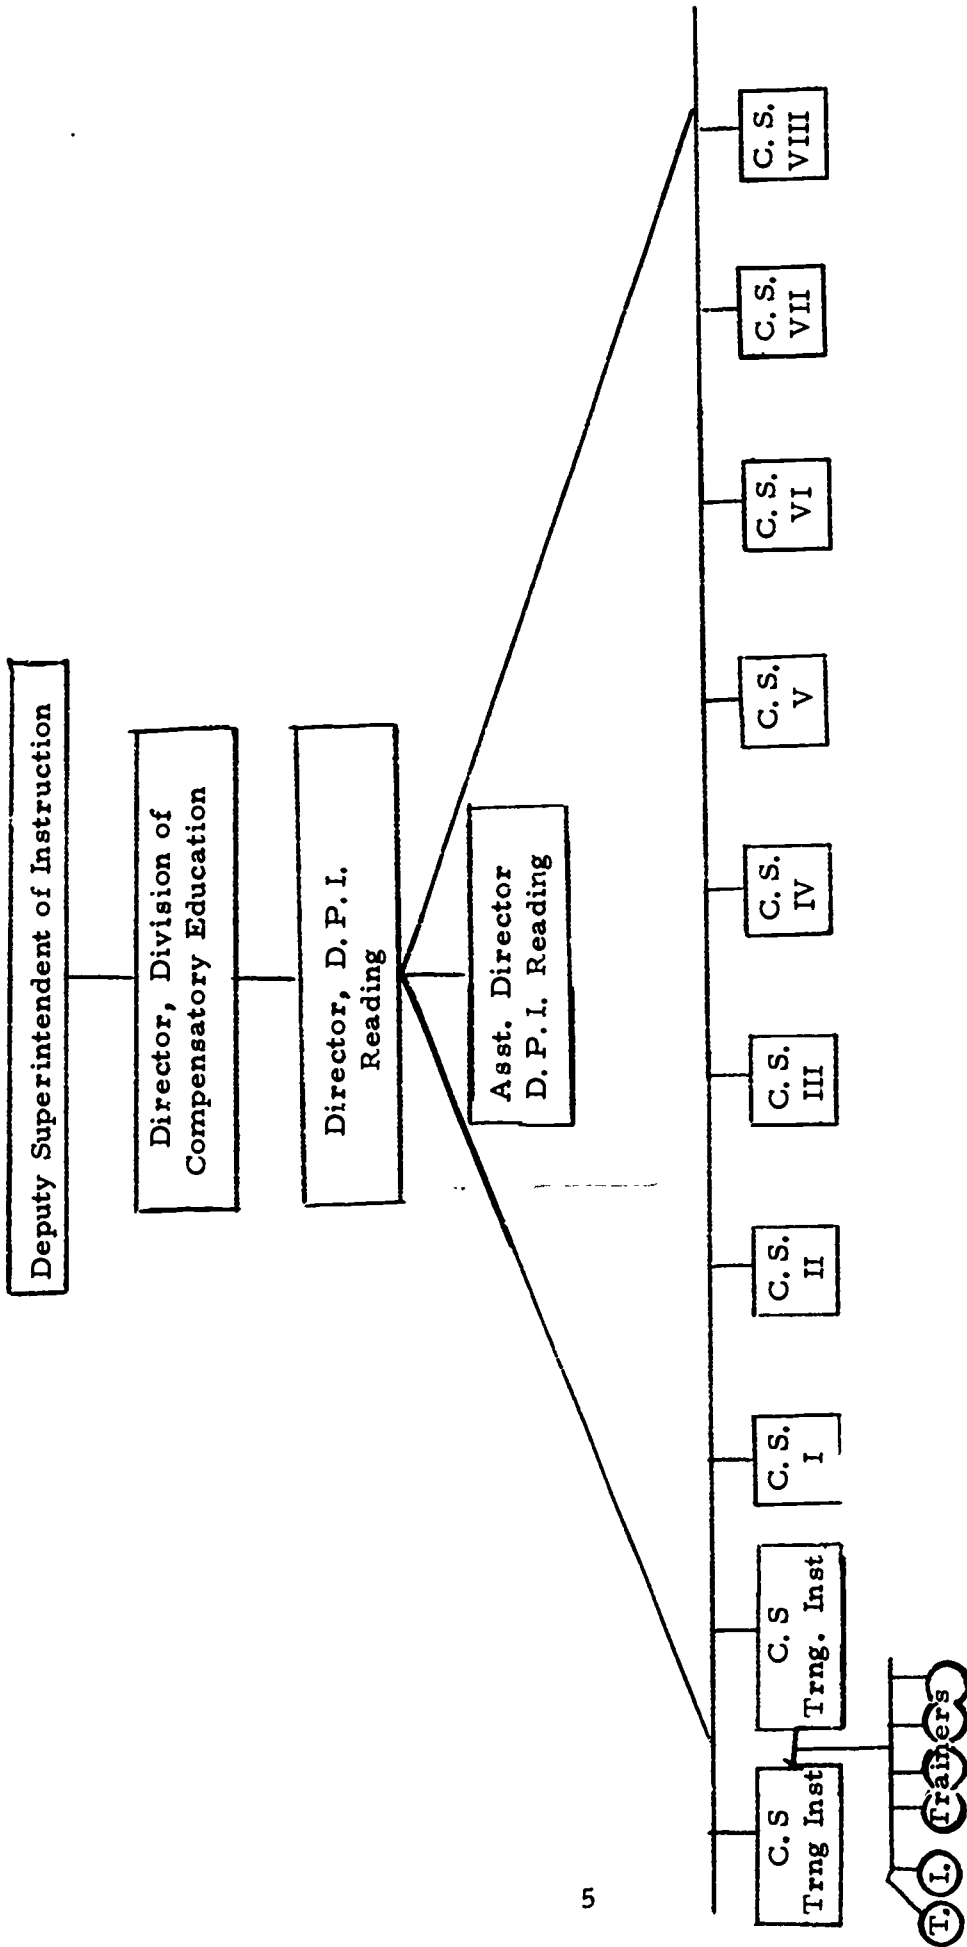 Deputy Superintendent of Instruction
Director, Division of
Compensatory Education
Director, D. P. I.
Reading
Asst. Director
D. P. I. Reading
C. S
Trng Inst
C. S
Trng. Inst
C. S.
I
C. S.
II
C. S.
III
C. S.
IV
C. S.
V
C. S.
VI
C. S.
VII
C. S.
VIII
T. I. Trainers
5